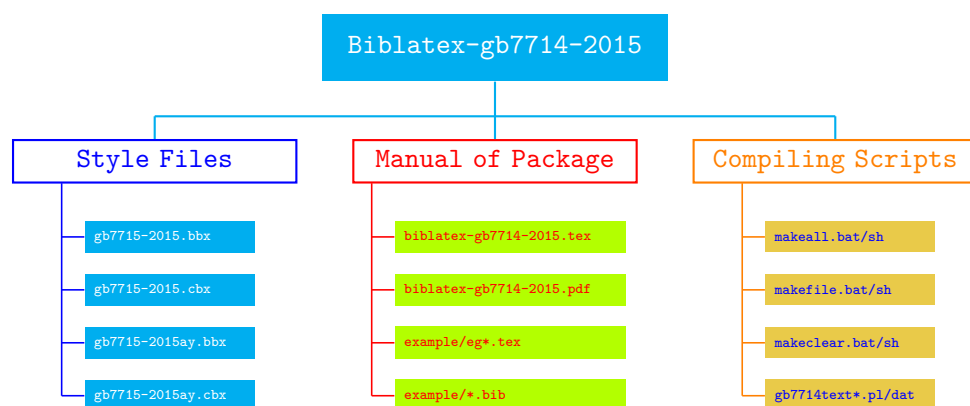 Biblatex-gb7714-2015
Style Files
gb7715-2015.bbx
gb7715-2015.cbx
gb7715-2015ay.bbx
gb7715-2015ay.cbx
Manual of Package
biblatex-gb7714-2015.tex
biblatex-gb7714-2015.pdf
example/eg*.tex
example/*.bib
Compiling Scripts
makeall.bat/sh
makefile.bat/sh
makeclear.bat/sh
gb7714text*.pl/dat